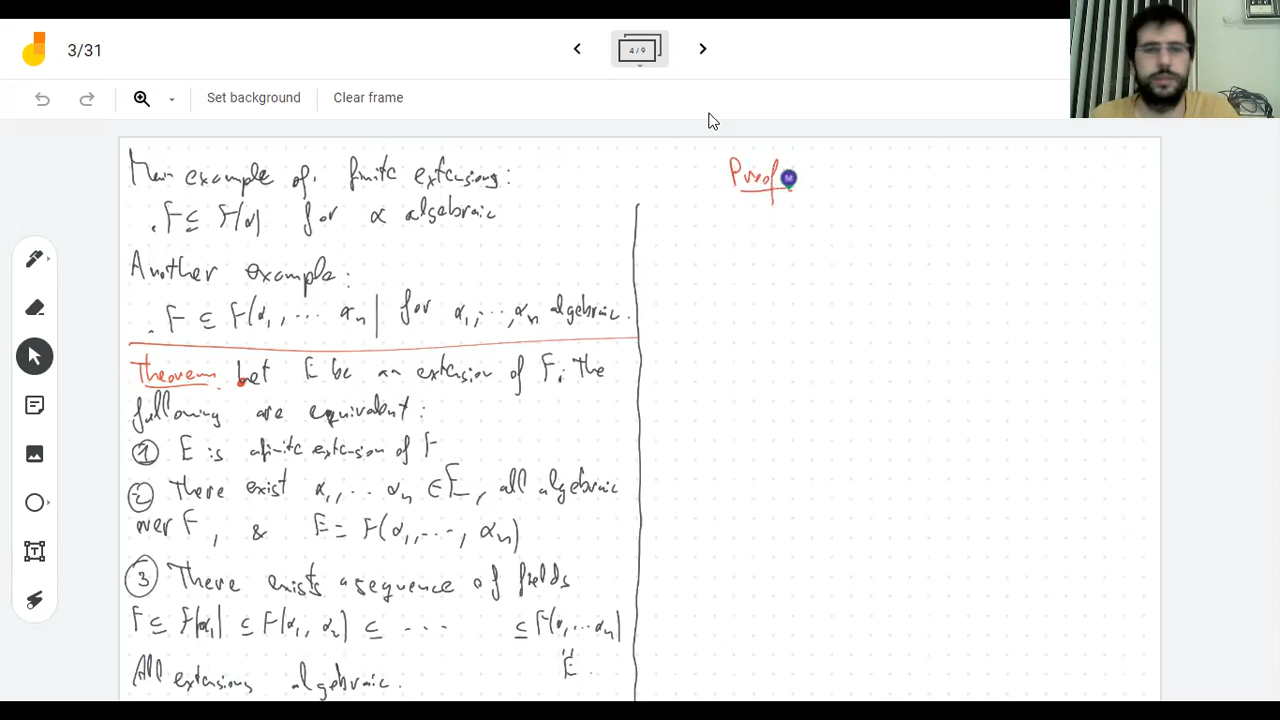 3/31
4/9
Set background
Clear frame
Main example of finite extensions:
. F ⊆ F(α) for α algebraic
Another example:
. F ⊆ F(α₁, ... αₙ) for α₁, ..., αₙ algebraic.
Theorem. Let E be an extension of F. The
following are equivalent:
① E is a finite extension of F
② There exist α₁, ... αₙ ∈ E, all algebraic
over F, & E = F(α₁, ..., αₙ)
③ There exists a sequence of fields
F ⊆ F(α₁) ⊆ F(α₁, α₂) ⊆ ... ⊆ F(α₁, ... αₙ)
"
E.
All extensions algebraic.
Proof
M